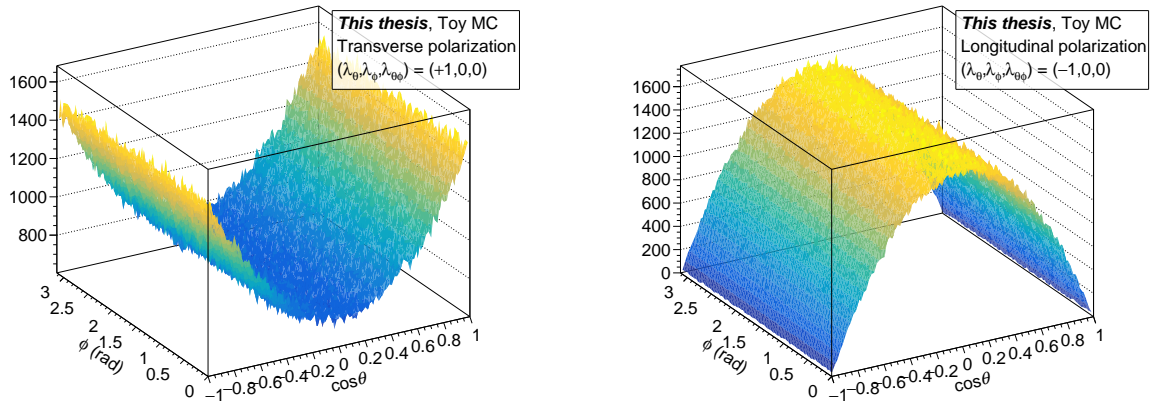 This thesis, Toy MC
Transverse polarization
(λθ,λϕ,λθϕ) = (+1,0,0)
1600
1400
1200
1000
800
3
2.5
2
1.5
1
0.5
0
ϕ (rad)
−1 −0.8 −0.6 −0.4 −0.2 0 0.2 0.4 0.6 0.8 1
cosθ
This thesis, Toy MC
Longitudinal polarization
(λθ,λϕ,λθϕ) = (−1,0,0)
1600
1400
1200
1000
800
600
400
200
0
3
2.5
2
1.5
1
0.5
0
ϕ (rad)
−1 −0.8 −0.6 −0.4 −0.2 0 0.2 0.4 0.6 0.8 1
cosθ